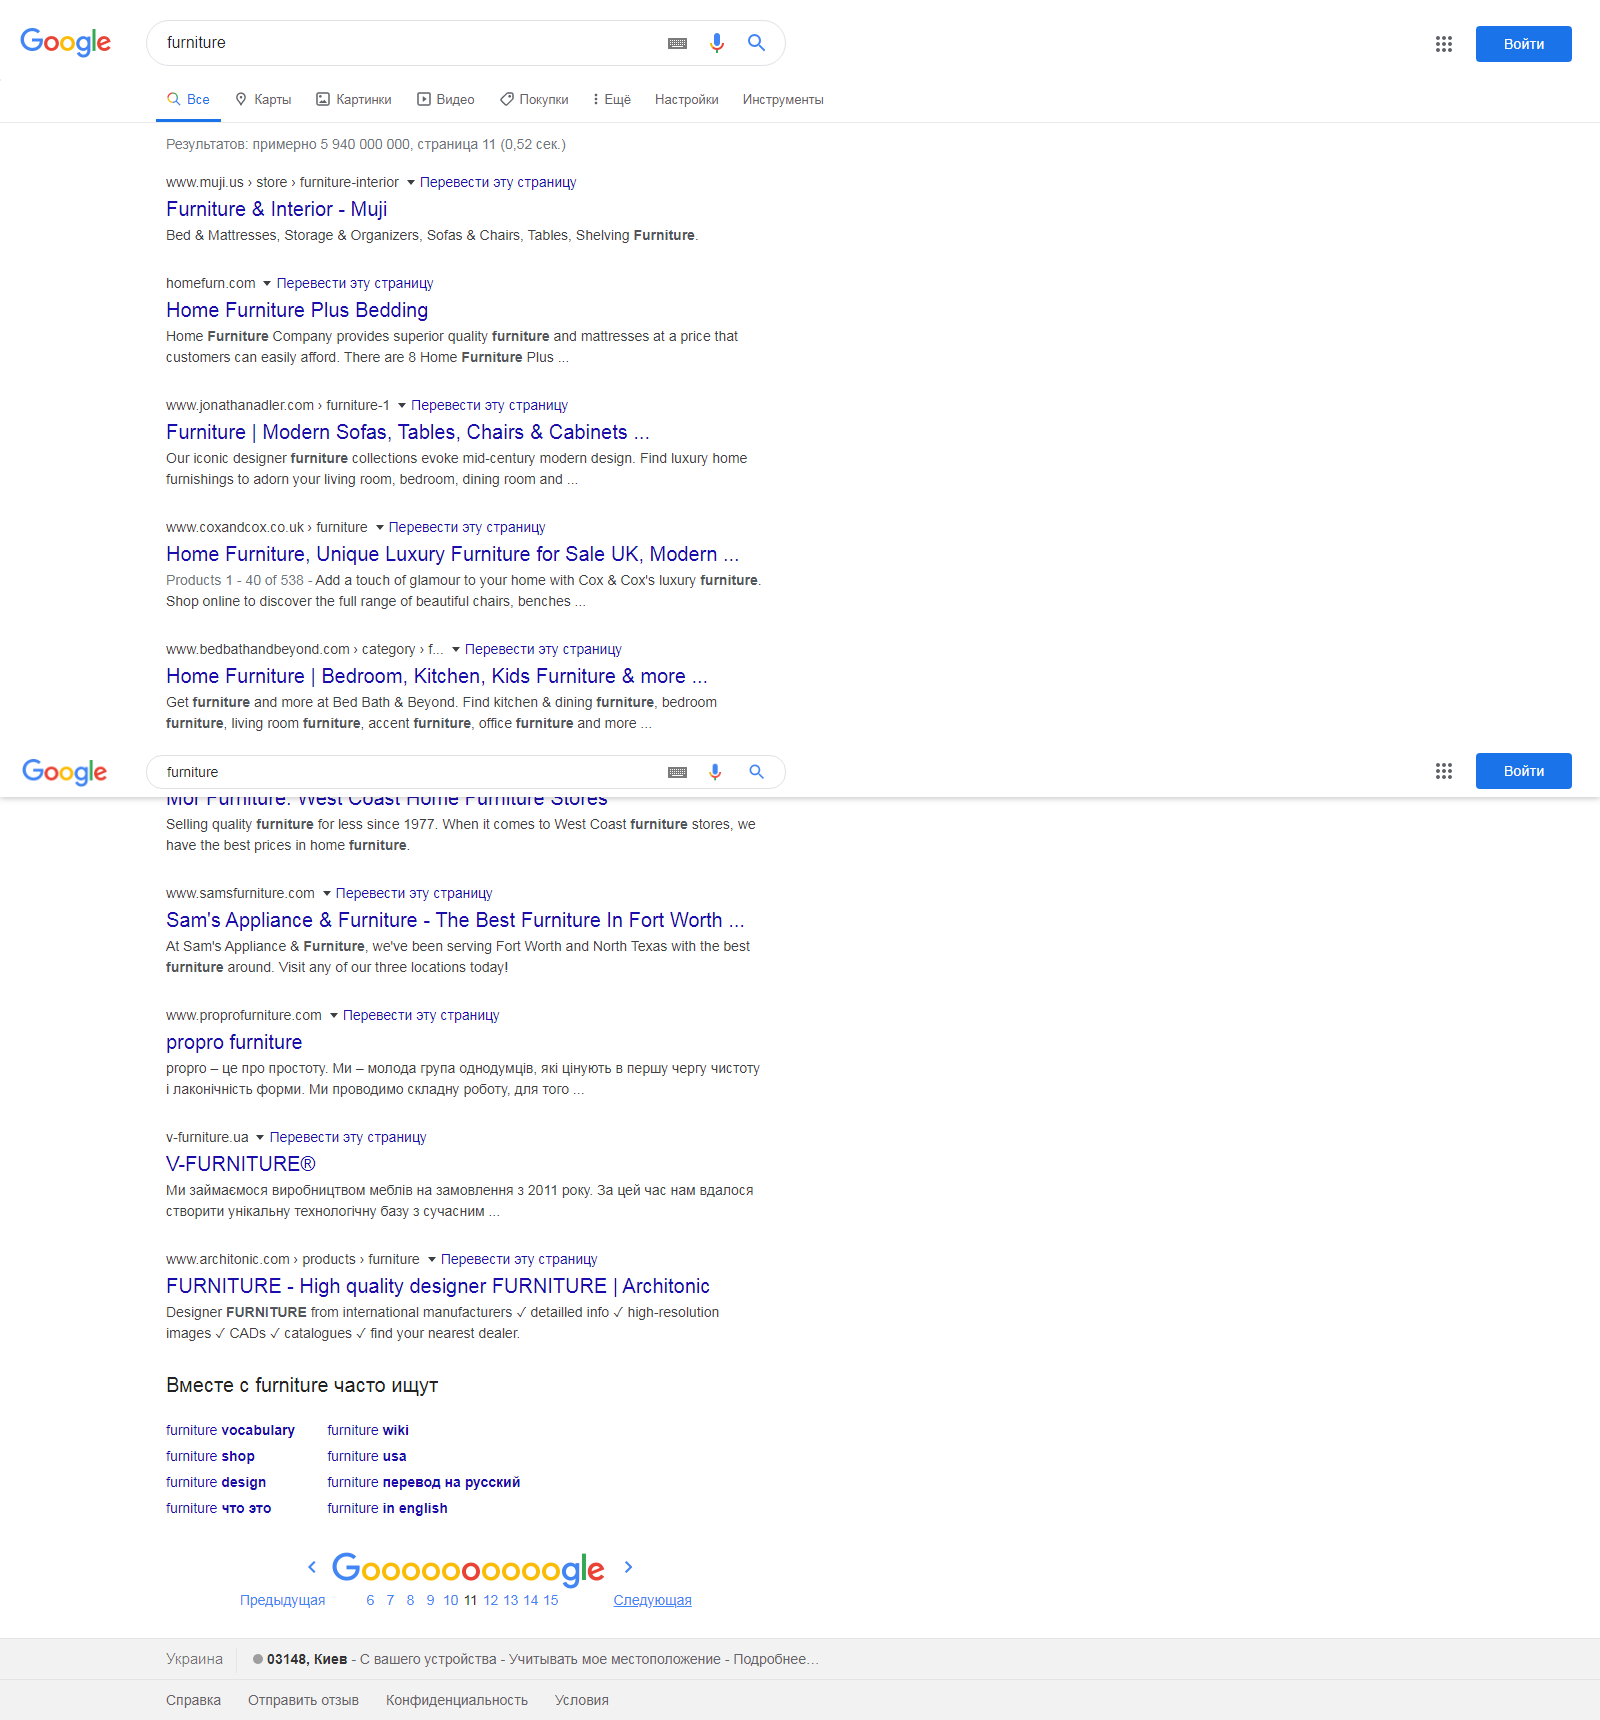 Google
furniture
Войти
Все Карты Картинки Видео Покупки Ещё Настройки Инструменты
Результатов: примерно 5 940 000 000, страница 11 (0,52 сек.)
www.muji.us › store › furniture-interior Перевести эту страницу
Furniture & Interior - Muji
Bed & Mattresses, Storage & Organizers, Sofas & Chairs, Tables, Shelving Furniture.
homefurn.com Перевести эту страницу
Home Furniture Plus Bedding
Home Furniture Company provides superior quality furniture and mattresses at a price that
customers can easily afford. There are 8 Home Furniture Plus ...
www.jonathanadler.com › furniture-1 Перевести эту страницу
Furniture | Modern Sofas, Tables, Chairs & Cabinets ...
Our iconic designer furniture collections evoke mid-century modern design. Find luxury home
furnishings to adorn your living room, bedroom, dining room and ...
www.coxandcox.co.uk › furniture Перевести эту страницу
Home Furniture, Unique Luxury Furniture for Sale UK, Modern ...
Products 1 - 40 of 538 - Add a touch of glamour to your home with Cox & Cox's luxury furniture.
Shop online to discover the full range of beautiful chairs, benches ...
www.bedbathandbeyond.com › category › f... Перевести эту страницу
Home Furniture | Bedroom, Kitchen, Kids Furniture & more ...
Get furniture and more at Bed Bath & Beyond. Find kitchen & dining furniture, bedroom
furniture, living room furniture, accent furniture, office furniture and more ...
Google
furniture
Войти
Mor Furniture: West Coast Home Furniture Stores
Selling quality furniture for less since 1977. When it comes to West Coast furniture stores, we
have the best prices in home furniture.
www.samsfurniture.com Перевести эту страницу
Sam's Appliance & Furniture - The Best Furniture In Fort Worth ...
At Sam's Appliance & Furniture, we've been serving Fort Worth and North Texas with the best
furniture around. Visit any of our three locations today!
www.proprofurniture.com Перевести эту страницу
propro furniture
propro – це про простоту. Ми – молода група однодумців, які цінують в першу чергу чистоту
і лаконічність форми. Ми проводимо складну роботу, для того ...
v-furniture.ua Перевести эту страницу
V-FURNITURE®
Ми займаємося виробництвом меблів на замовлення з 2011 року. За цей час нам вдалося
створити унікальну технологічну базу з сучасним ...
www.architonic.com › products › furniture Перевести эту страницу
FURNITURE - High quality designer FURNITURE | Architonic
Designer FURNITURE from international manufacturers ✓ detailled info ✓ high-resolution
images ✓ CADs ✓ catalogues ✓ find your nearest dealer.
Вместе с furniture часто ищут
furniture vocabulary furniture wiki
furniture shop furniture usa
furniture design furniture перевод на русский
furniture что это furniture in english
Goooooooooogle
Предыдущая 6 7 8 9 10 11 12 13 14 15 Следующая
Украина 03148, Киев - С вашего устройства - Учитывать мое местоположение - Подробнее…
Справка Отправить отзыв Конфиденциальность Условия